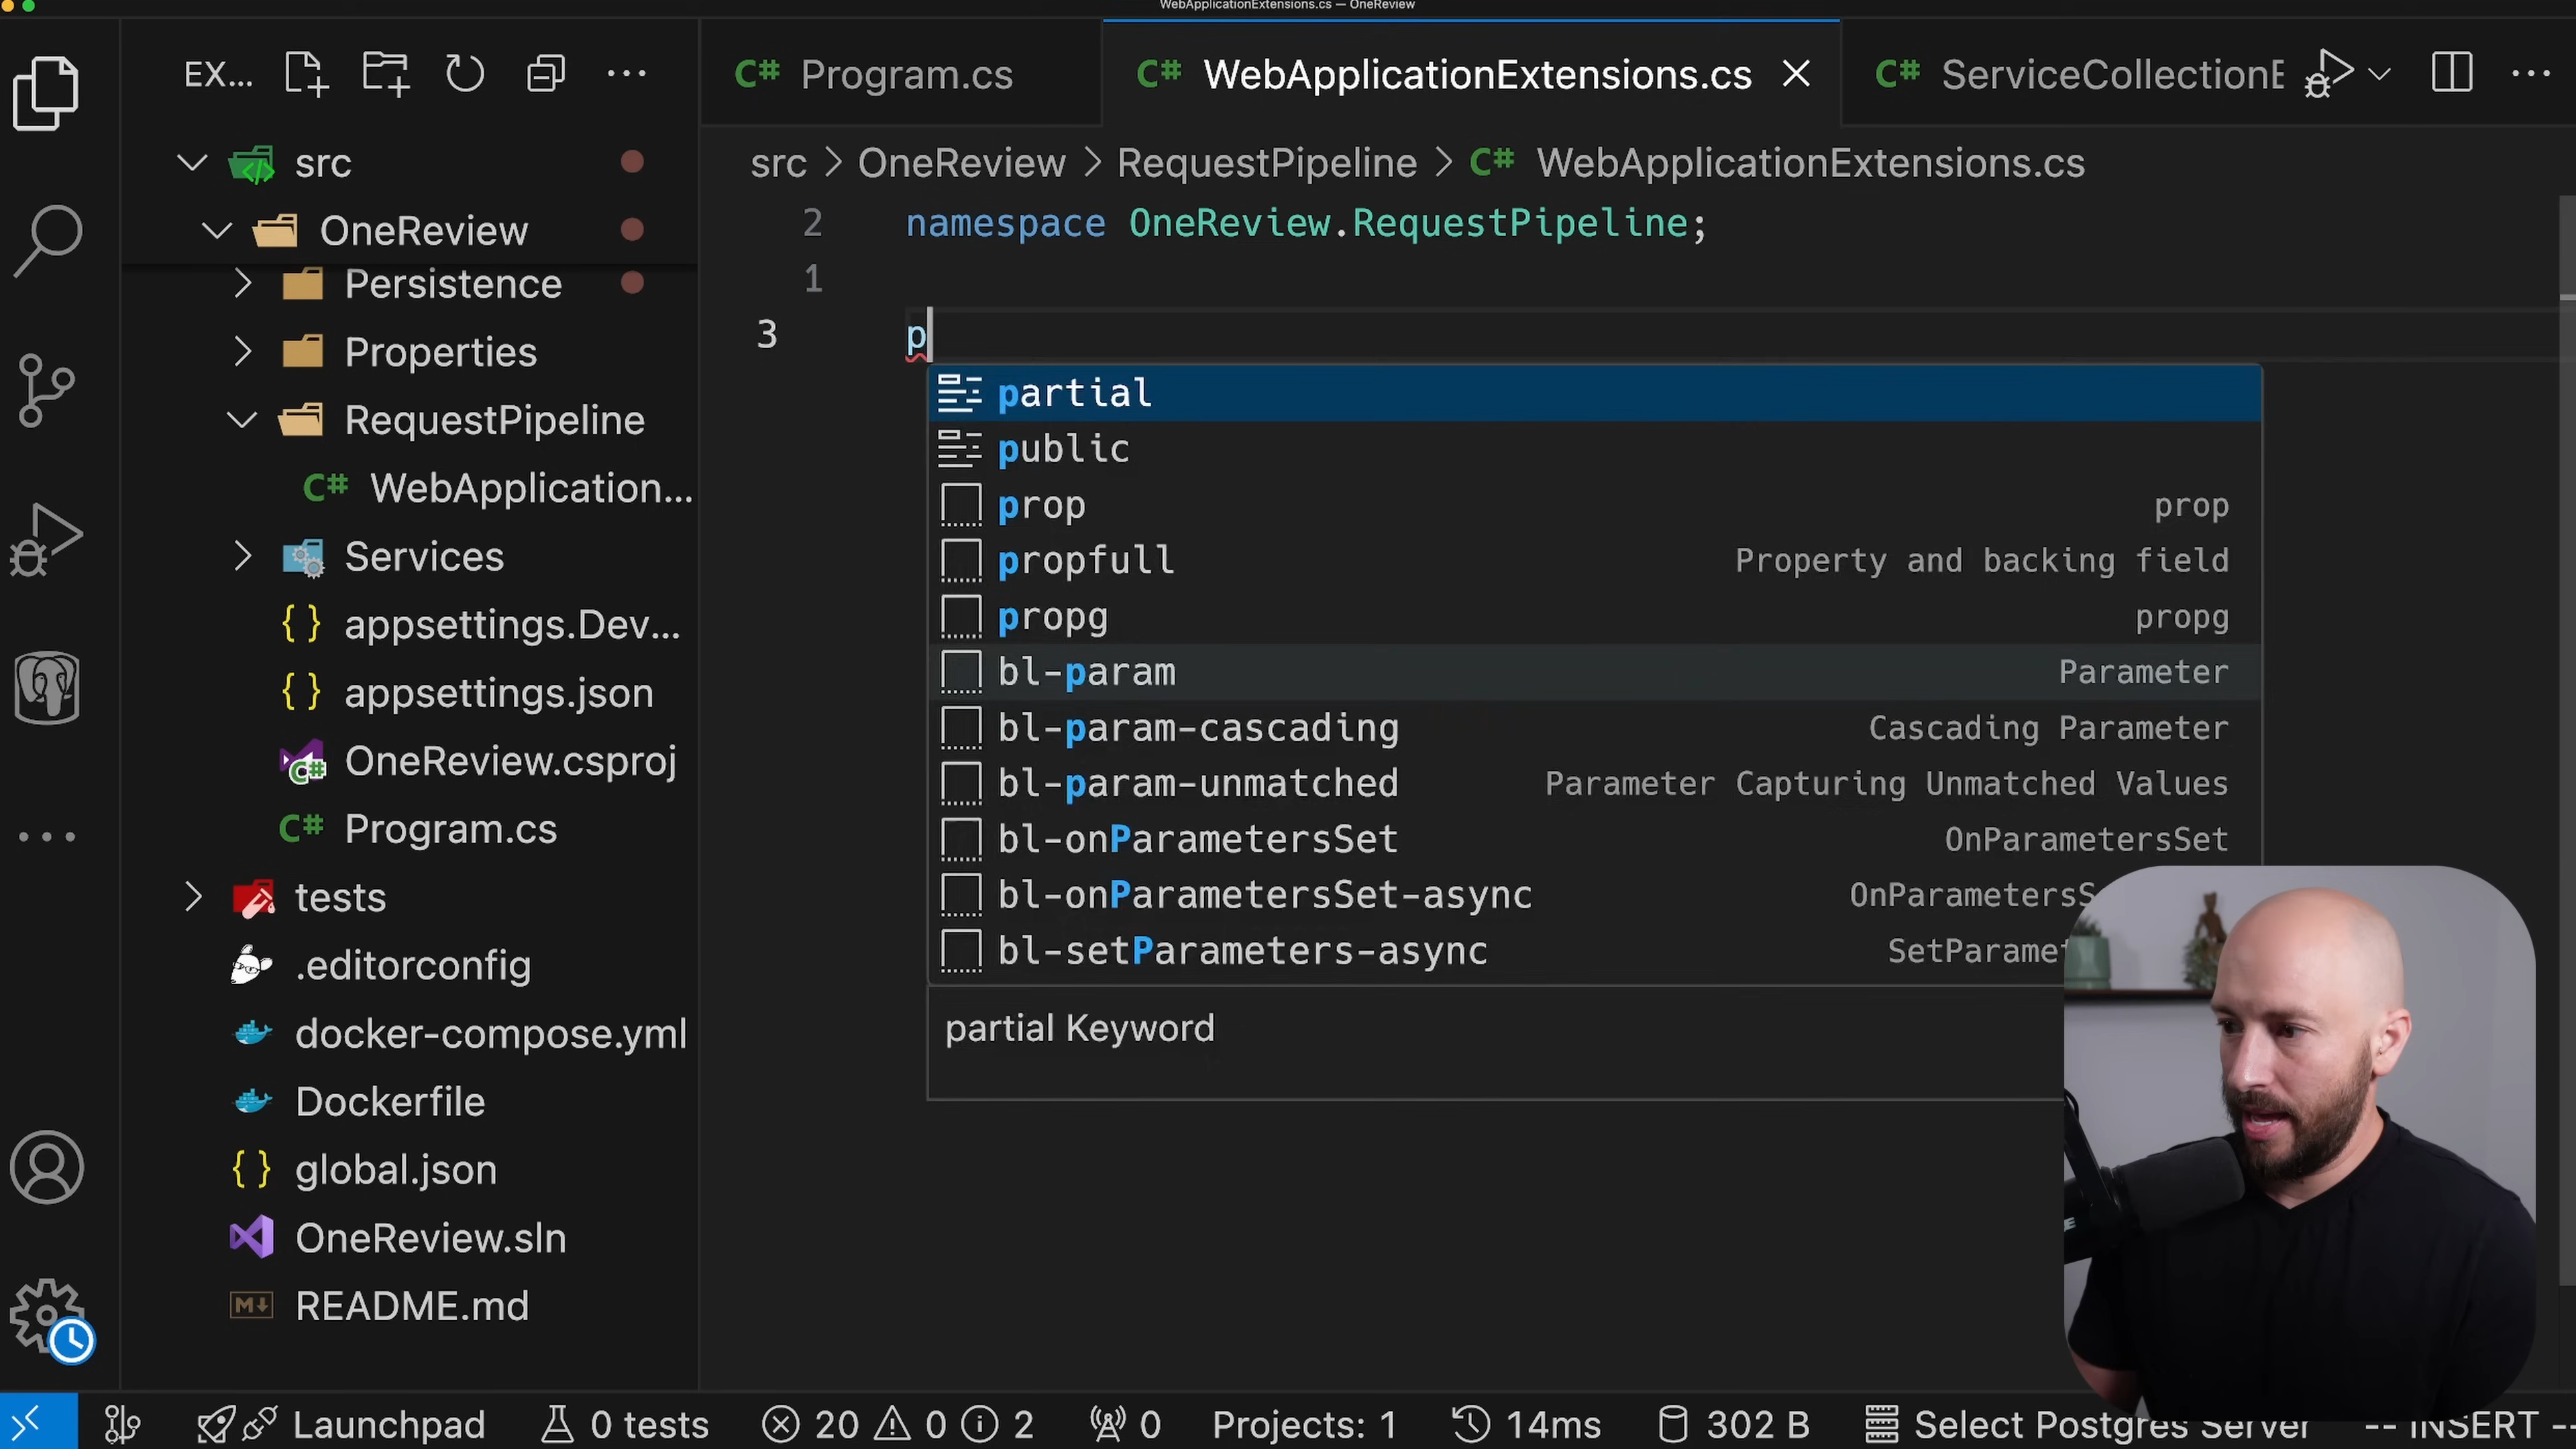 WebApplicationExtensions.cs — OneReview
EX...
C# Program.cs
C# WebApplicationExtensions.cs
C# ServiceCollectionE
src
OneReview
Persistence
Properties
RequestPipeline
C# WebApplication...
Services
{ } appsettings.Dev...
{ } appsettings.json
OneReview.csproj
C# Program.cs
tests
.editorconfig
docker-compose.yml
Dockerfile
{ } global.json
OneReview.sln
M↓ README.md
src > OneReview > RequestPipeline > C# WebApplicationExtensions.cs
2 namespace OneReview.RequestPipeline;
1
3 p
partial
public
prop prop
propfull Property and backing field
propg propg
bl-param Parameter
bl-param-cascading Cascading Parameter
bl-param-unmatched Parameter Capturing Unmatched Values
bl-onParametersSet OnParametersSet
bl-onParametersSet-async OnParametersS
bl-setParameters-async SetParamet
partial Keyword
Launchpad 0 tests 20 0 2 0 Projects: 1 14ms 302 B Select Postgres Server -- INSERT --